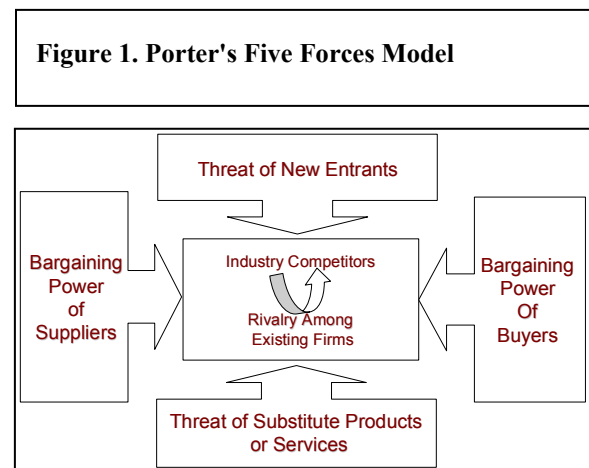 Figure 1. Porter's Five Forces Model
Threat of New Entrants
Bargaining
Power
of
Suppliers
Industry Competitors
Rivalry Among
Existing Firms
Bargaining
Power
Of
Buyers
Threat of Substitute Products
or Services